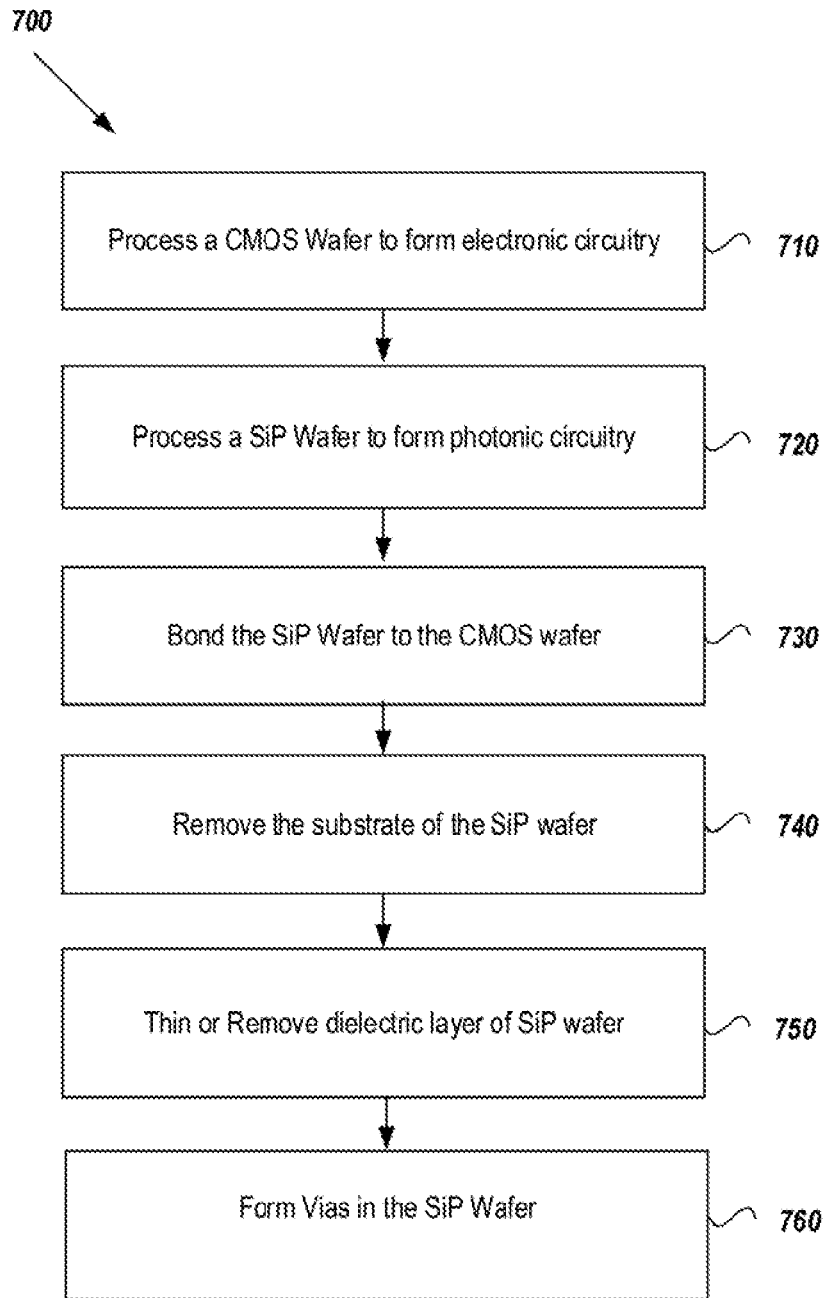 700
Process a CMOS Wafer to form electronic circuitry
710
Process a SiP Wafer to form photonic circuitry
720
Bond the SiP Wafer to the CMOS wafer
730
Remove the substrate of the SiP wafer
740
Thin or Remove dielectric layer of SiP wafer
750
Form Vias in the SiP Wafer
760